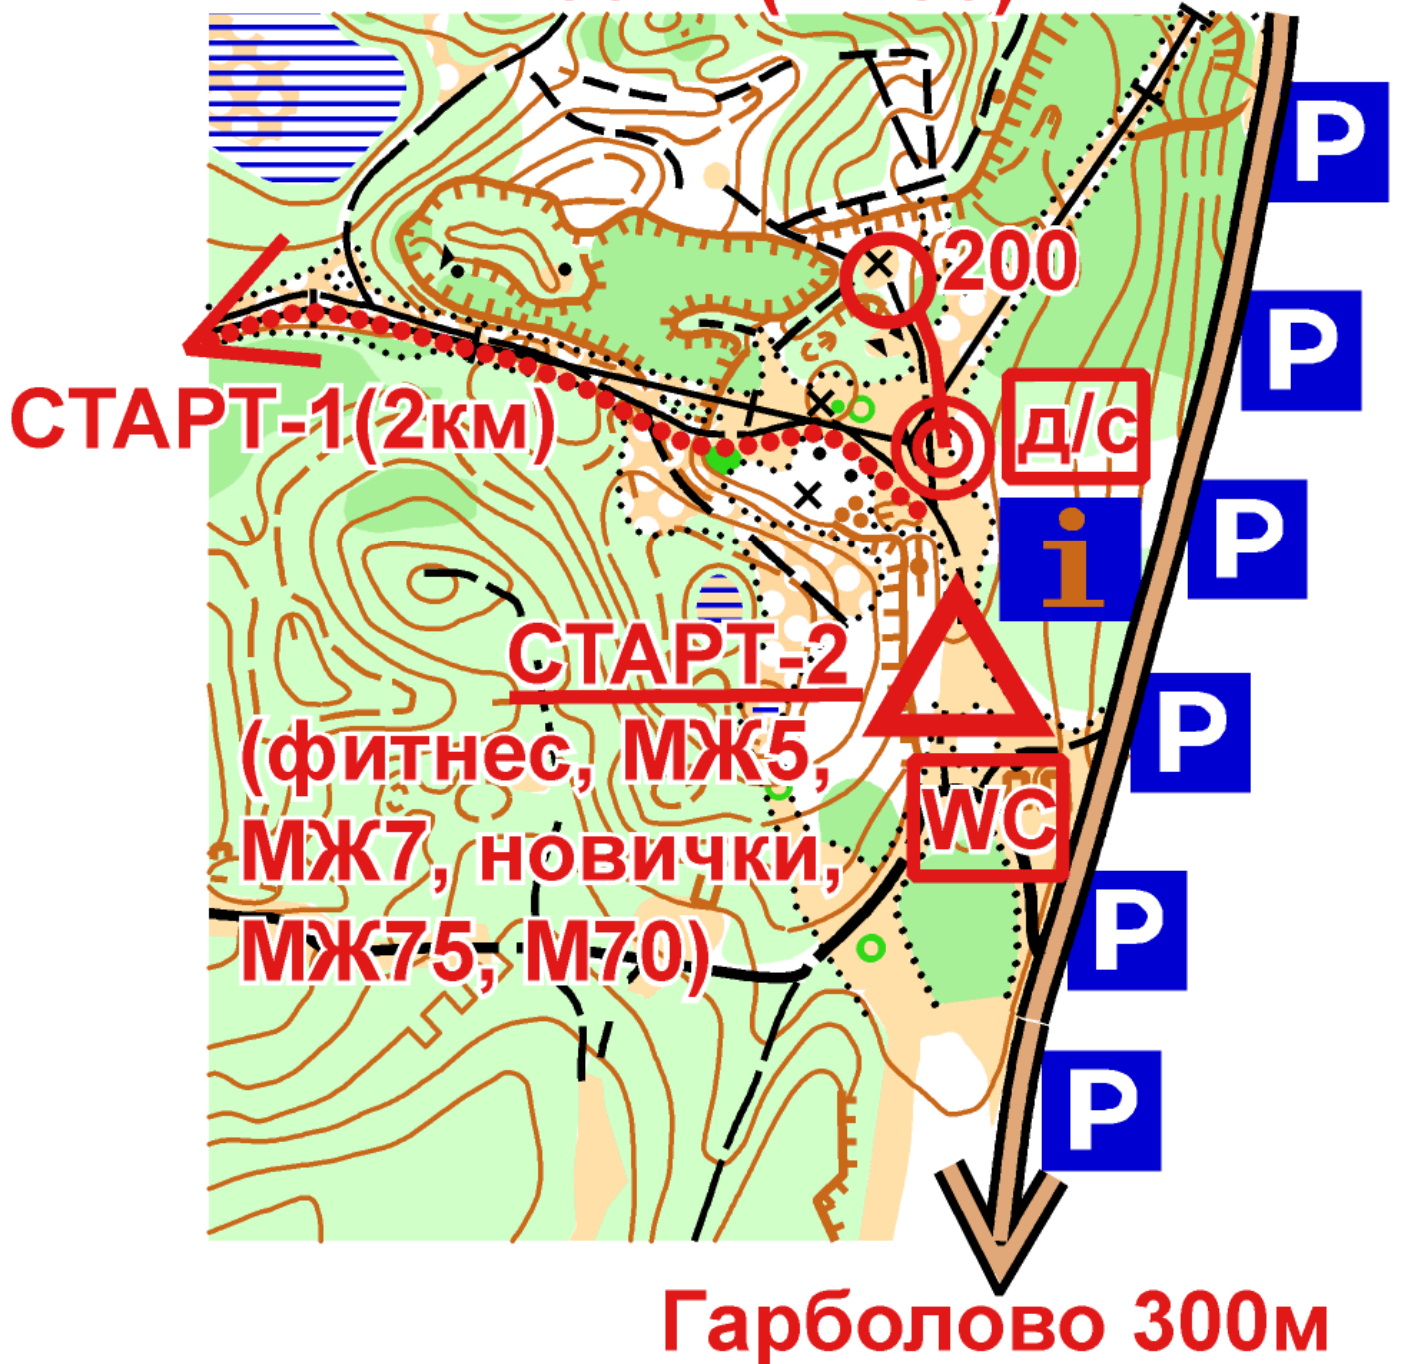 P
200
P
СТАРТ-1(2км)
д/с
P
i
СТАРТ-2
(фитнес, МЖ5,
МЖ7, новички,
МЖ75, М70)
P
WC
P
P
Гарболово 300м